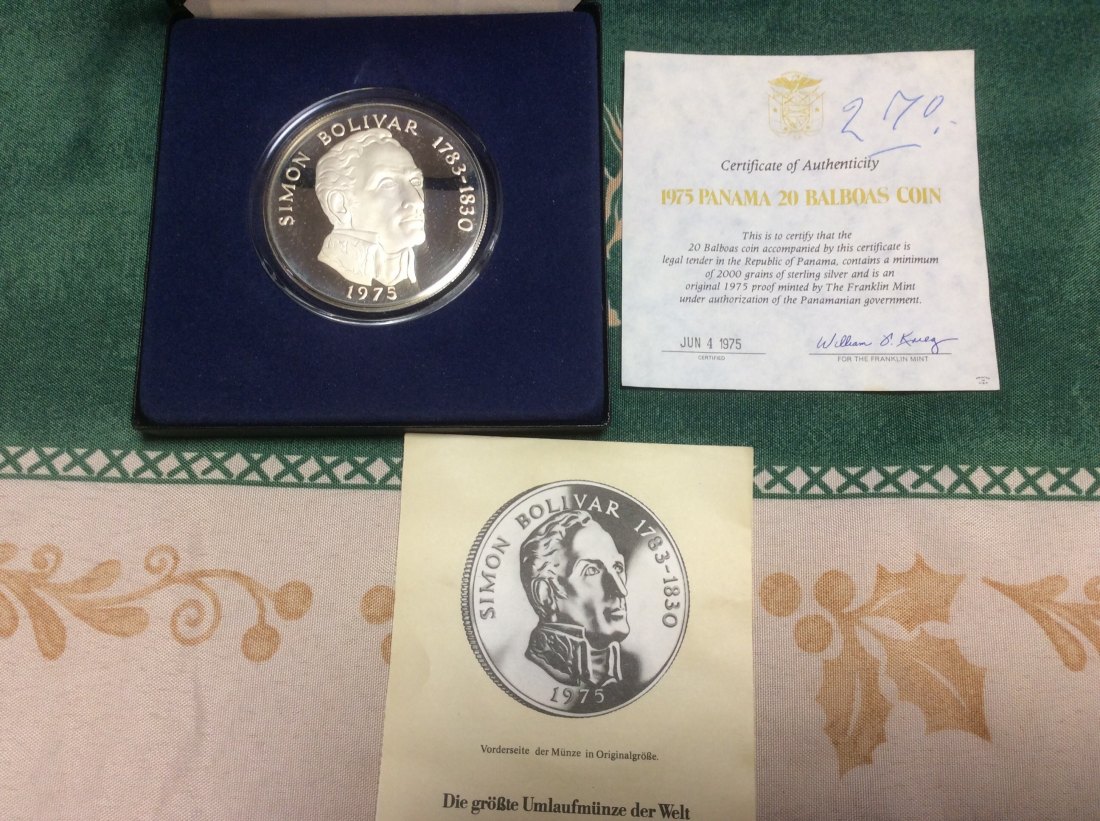 SIMON BOLIVAR 1783-1830
1975
2 70.-
Certificate of Authenticity
1975 PANAMA 20 BALBOAS COIN
This is to certify that the
20 Balboas coin accompanied by this certificate is
legal tender in the Republic of Panama, contains a minimum
of 2000 grains of sterling silver and is an
original 1975 proof minted by The Franklin Mint
under authorization of the Panamanian government.
JUN 4 1975
CERTIFIED
William D. Krieg
FOR THE FRANKLIN MINT
SIMON BOLIVAR 1783-1830
1975
Vorderseite der Münze in Originalgröße.
Die größte Umlaufmünze der Welt